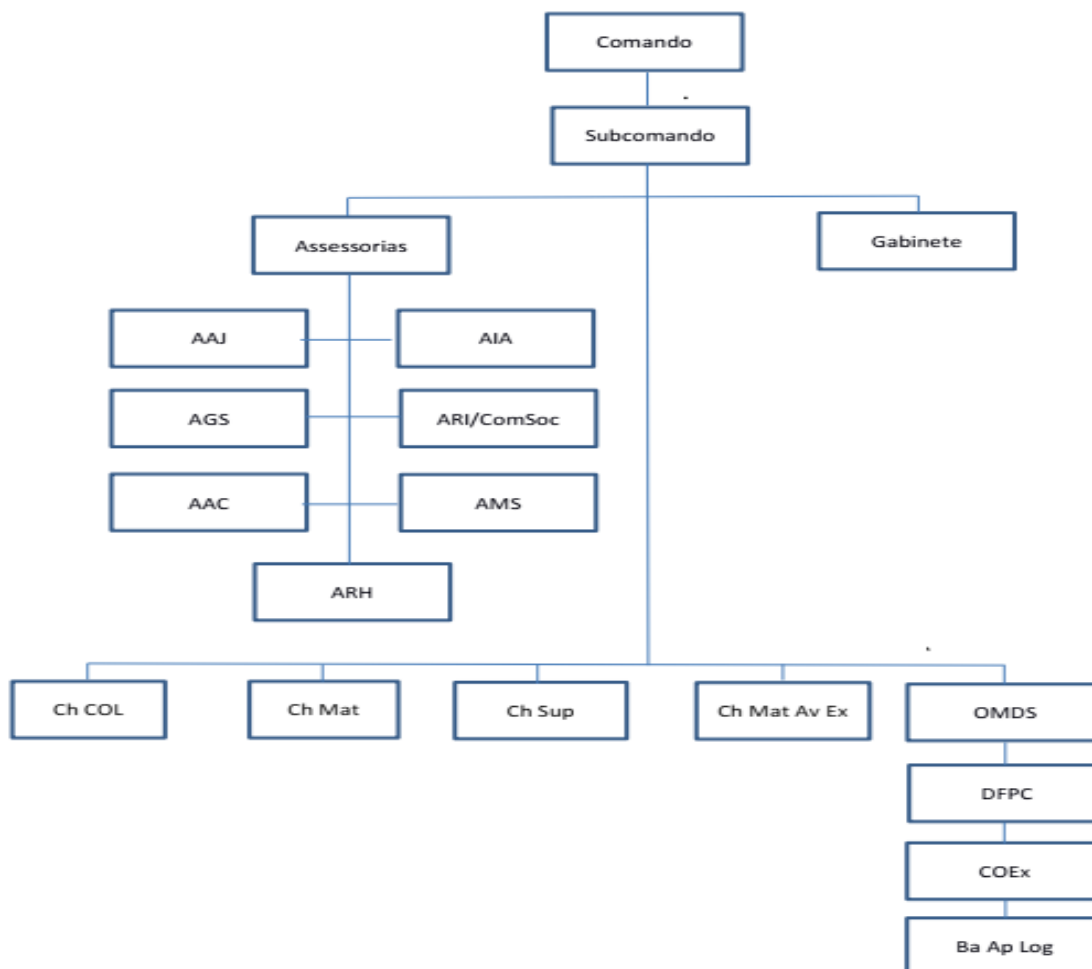 Comando
Subcomando
Assessorias
Gabinete
AAJ
AIA
AGS
ARI/ComSoc
AAC
AMS
ARH
Ch COL
Ch Mat
Ch Sup
Ch Mat Av Ex
OMDS
DFPC
COEx
Ba Ap Log